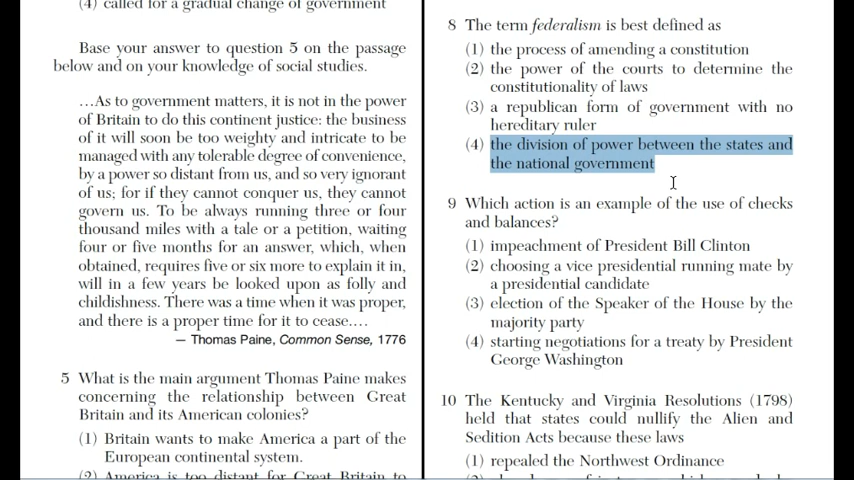 (4) called for a gradual change of government
Base your answer to question 5 on the passage
below and on your knowledge of social studies.
…As to government matters, it is not in the power
of Britain to do this continent justice: the business
of it will soon be too weighty and intricate to be
managed with any tolerable degree of convenience,
by a power so distant from us, and so very ignorant
of us; for if they cannot conquer us, they cannot
govern us. To be always running three or four
thousand miles with a tale or a petition, waiting
four or five months for an answer, which, when
obtained, requires five or six more to explain it in,
will in a few years be looked upon as folly and
childishness. There was a time when it was proper,
and there is a proper time for it to cease….
— Thomas Paine, Common Sense, 1776
5 What is the main argument Thomas Paine makes
concerning the relationship between Great
Britain and its American colonies?
(1) Britain wants to make America a part of the
European continental system.
(2) America is too distant for Great Britain to
8 The term federalism is best defined as
(1) the process of amending a constitution
(2) the power of the courts to determine the
constitutionality of laws
(3) a republican form of government with no
hereditary ruler
(4) the division of power between the states and
the national government
9 Which action is an example of the use of checks
and balances?
(1) impeachment of President Bill Clinton
(2) choosing a vice presidential running mate by
a presidential candidate
(3) election of the Speaker of the House by the
majority party
(4) starting negotiations for a treaty by President
George Washington
10 The Kentucky and Virginia Resolutions (1798)
held that states could nullify the Alien and
Sedition Acts because these laws
(1) repealed the Northwest Ordinance